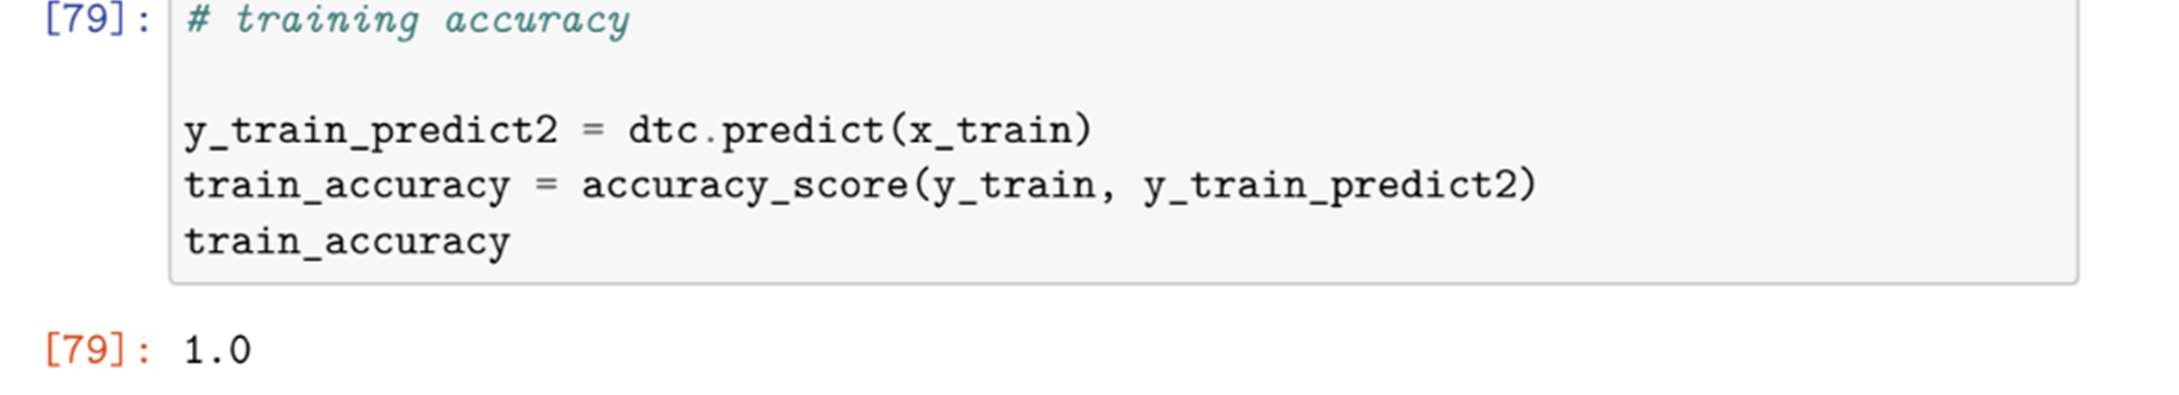 [79]: # training accuracy
y_train_predict2 = dtc.predict(x_train)
train_accuracy = accuracy_score(y_train, y_train_predict2)
train_accuracy
[79]: 1.0